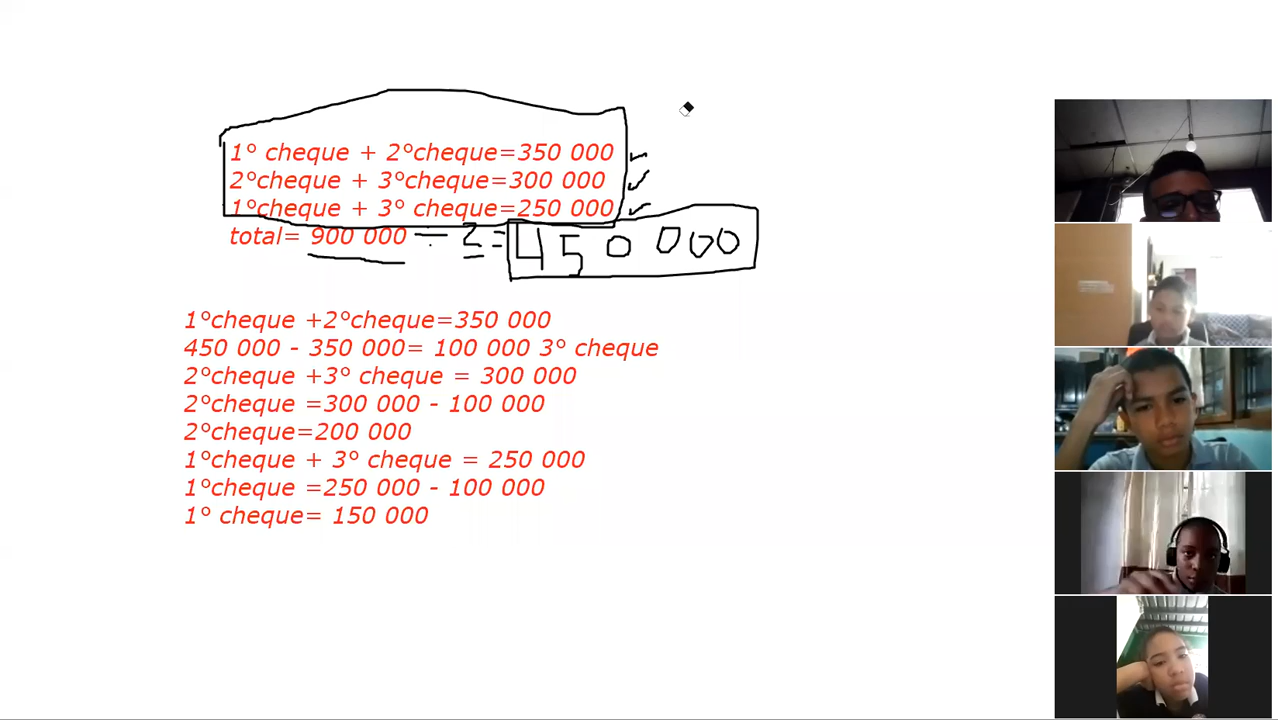 1° cheque + 2°cheque=350 000
2°cheque + 3°cheque=300 000
1°cheque + 3° cheque=250 000
total= 900 000 ÷ 2 = 450 000
1°cheque +2°cheque=350 000
450 000 - 350 000= 100 000 3° cheque
2°cheque +3° cheque = 300 000
2°cheque =300 000 - 100 000
2°cheque=200 000
1°cheque + 3° cheque = 250 000
1°cheque =250 000 - 100 000
1° cheque= 150 000